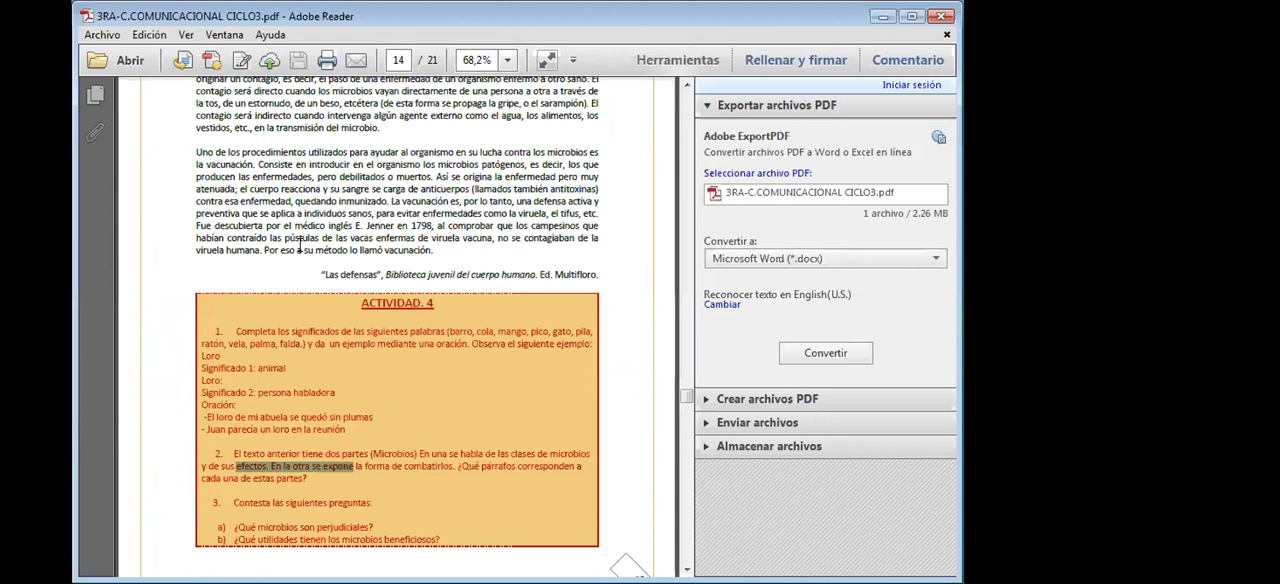 3RA-C.COMUNICACIONAL CICLO3.pdf - Adobe Reader
Archivo Edición Ver Ventana Ayuda
Abrir 14 / 21 68,2% Herramientas Rellenar y firmar Comentario
originar un contagio, es decir, el paso de una enfermedad de un organismo enfermo a otro sano. El
contagio será directo cuando los microbios vayan directamente de una persona a otra a través de
la tos, de un estornudo, de un beso, etcétera (de esta forma se propaga la gripe, o el sarampión). El
contagio será indirecto cuando intervenga algún agente externo como el agua, los alimentos, los
vestidos, etc., en la transmisión del microbio.
Uno de los procedimientos utilizados para ayudar al organismo en su lucha contra los microbios es
la vacunación. Consiste en introducir en el organismo los microbios patógenos, es decir, los que
producen las enfermedades, pero debilitados o muertos. Así se origina la enfermedad pero muy
atenuada; el cuerpo reacciona y su sangre se carga de anticuerpos (llamados también antitoxinas)
contra esa enfermedad, quedando inmunizado. La vacunación es, por lo tanto, una defensa activa y
preventiva que se aplica a individuos sanos, para evitar enfermedades como la viruela, el tifus, etc.
Fue descubierta por el médico inglés E. Jenner en 1798, al comprobar que los campesinos que
habían contraído las pústulas de las vacas enfermas de viruela vacuna, no se contagiaban de la
viruela humana. Por eso a su método lo llamó vacunación.
“Las defensas”, Biblioteca juvenil del cuerpo humano. Ed. Multifloro.
ACTIVIDAD. 4
1. Completa los significados de las siguientes palabras (barro, cola, mango, pico, gato, pila,
ratón, vela, palma, falda.) y da un ejemplo mediante una oración. Observa el siguiente ejemplo:
Loro
Significado 1: animal
Loro:
Significado 2: persona habladora
Oración:
-El loro de mi abuela se quedó sin plumas
- Juan parecía un loro en la reunión
2. El texto anterior tiene dos partes (Microbios) En una se habla de las clases de microbios
y de sus efectos. En la otra se expone la forma de combatirlos. ¿Qué párrafos corresponden a
cada una de estas partes?
3. Contesta las siguientes preguntas:
a) ¿Qué microbios son perjudiciales?
b) ¿Qué utilidades tienen los microbios beneficiosos?
Iniciar sesión
Exportar archivos PDF
Adobe ExportPDF
Convertir archivos PDF a Word o Excel en línea
Seleccionar archivo PDF:
3RA-C.COMUNICACIONAL CICLO3.pdf
1 archivo / 2.26 MB
Convertir a:
Microsoft Word (*.docx)
Reconocer texto en English(U.S.)
Cambiar
Convertir
Crear archivos PDF
Enviar archivos
Almacenar archivos